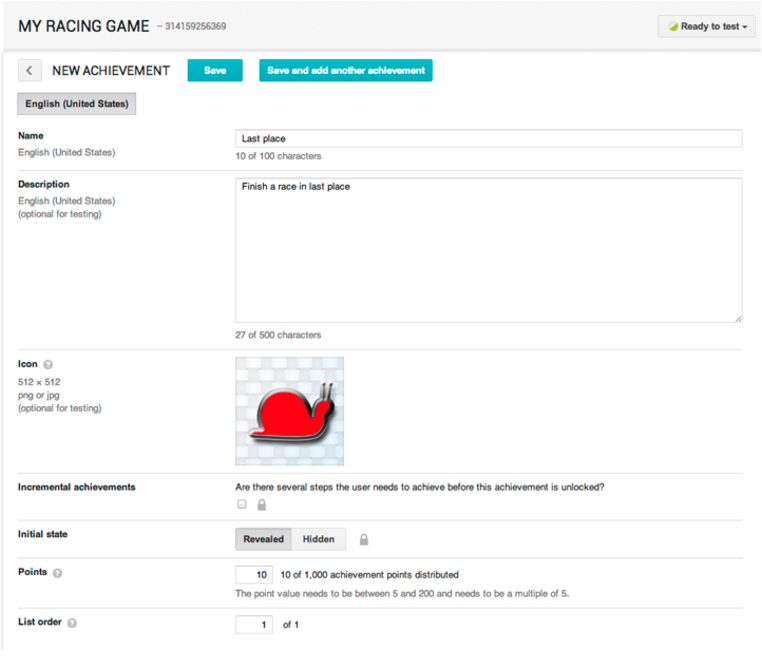 MY RACING GAME – 314159256369
Ready to test
NEW ACHIEVEMENT Save Save and add another achievement
English (United States)
Name
English (United States)
Last place
10 of 100 characters
Description
English (United States)
(optional for testing)
Finish a race in last place
27 of 500 characters
Icon ?
512 × 512
png or jpg
(optional for testing)
Incremental achievements
Are there several steps the user needs to achieve before this achievement is unlocked?
Initial state
Revealed Hidden
Points ?
10 10 of 1,000 achievement points distributed
The point value needs to be between 5 and 200 and needs to be a multiple of 5.
List order ?
1 of 1